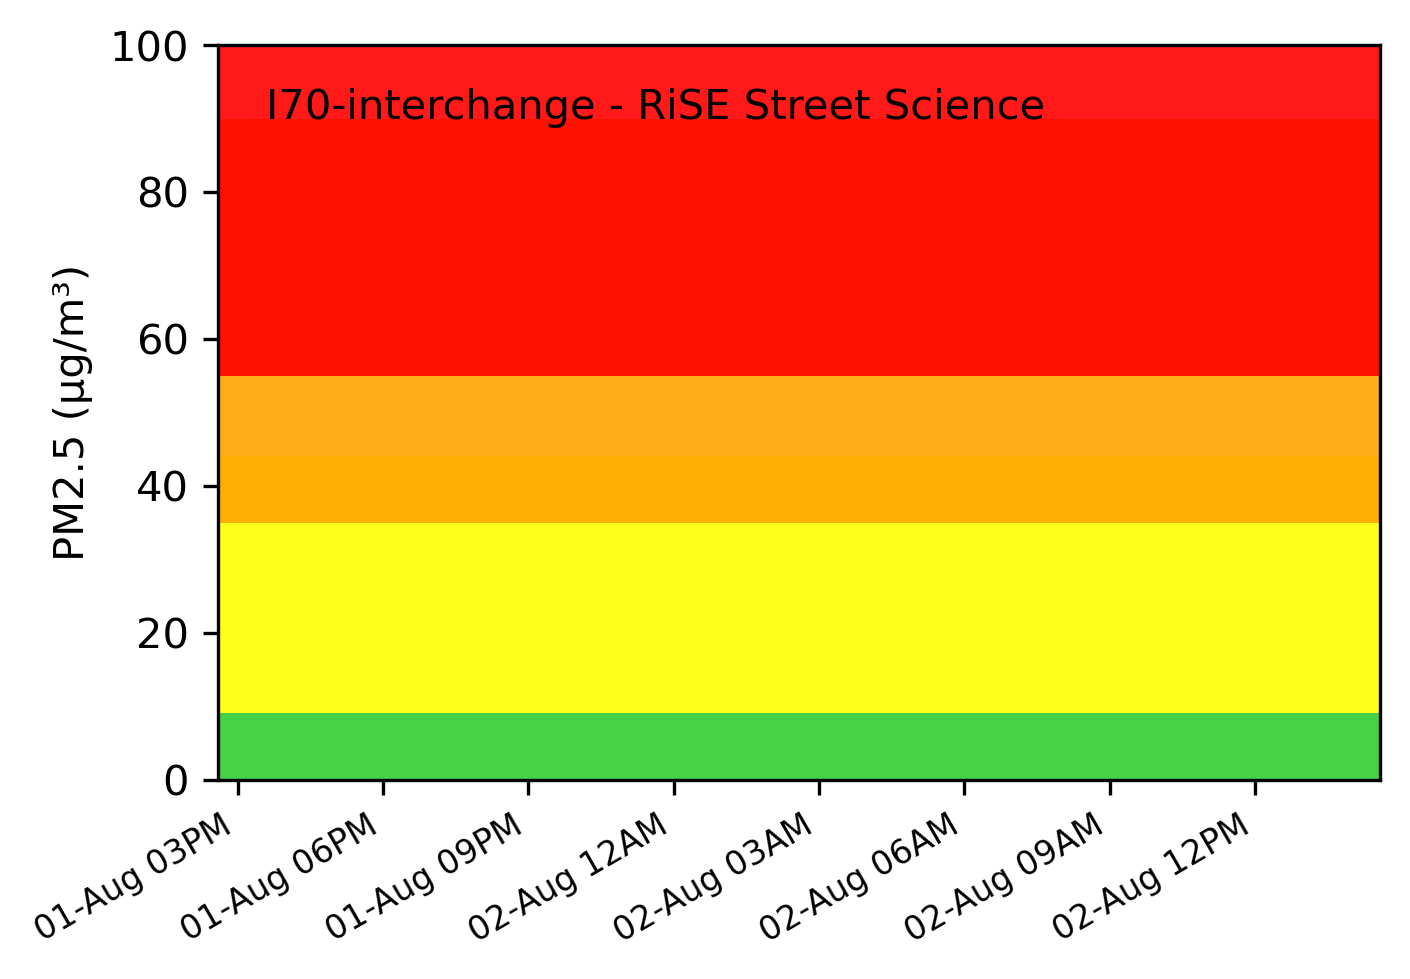 I70-interchange - RiSE Street Science
PM2.5 (µg/m³)
100
80
60
40
20
0
01-Aug 03PM
01-Aug 06PM
01-Aug 09PM
02-Aug 12AM
02-Aug 03AM
02-Aug 06AM
02-Aug 09AM
02-Aug 12PM